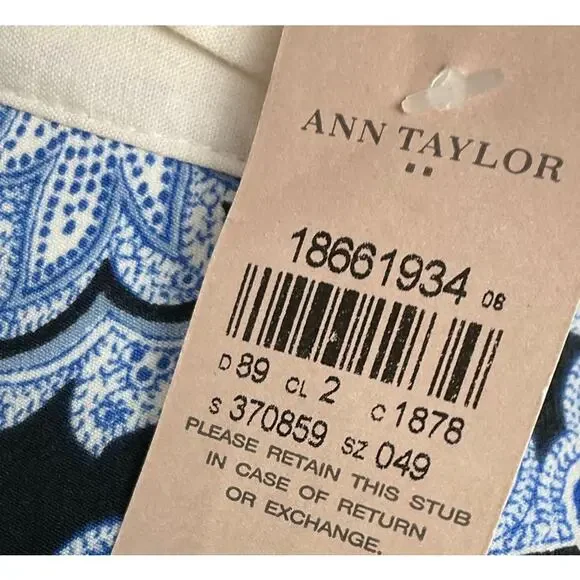 ANN TAYLOR
18661934 06
D 89 CL 2 C 1878
S 370859 SZ 049
PLEASE RETAIN THIS STUB
IN CASE OF RETURN
OR EXCHANGE.